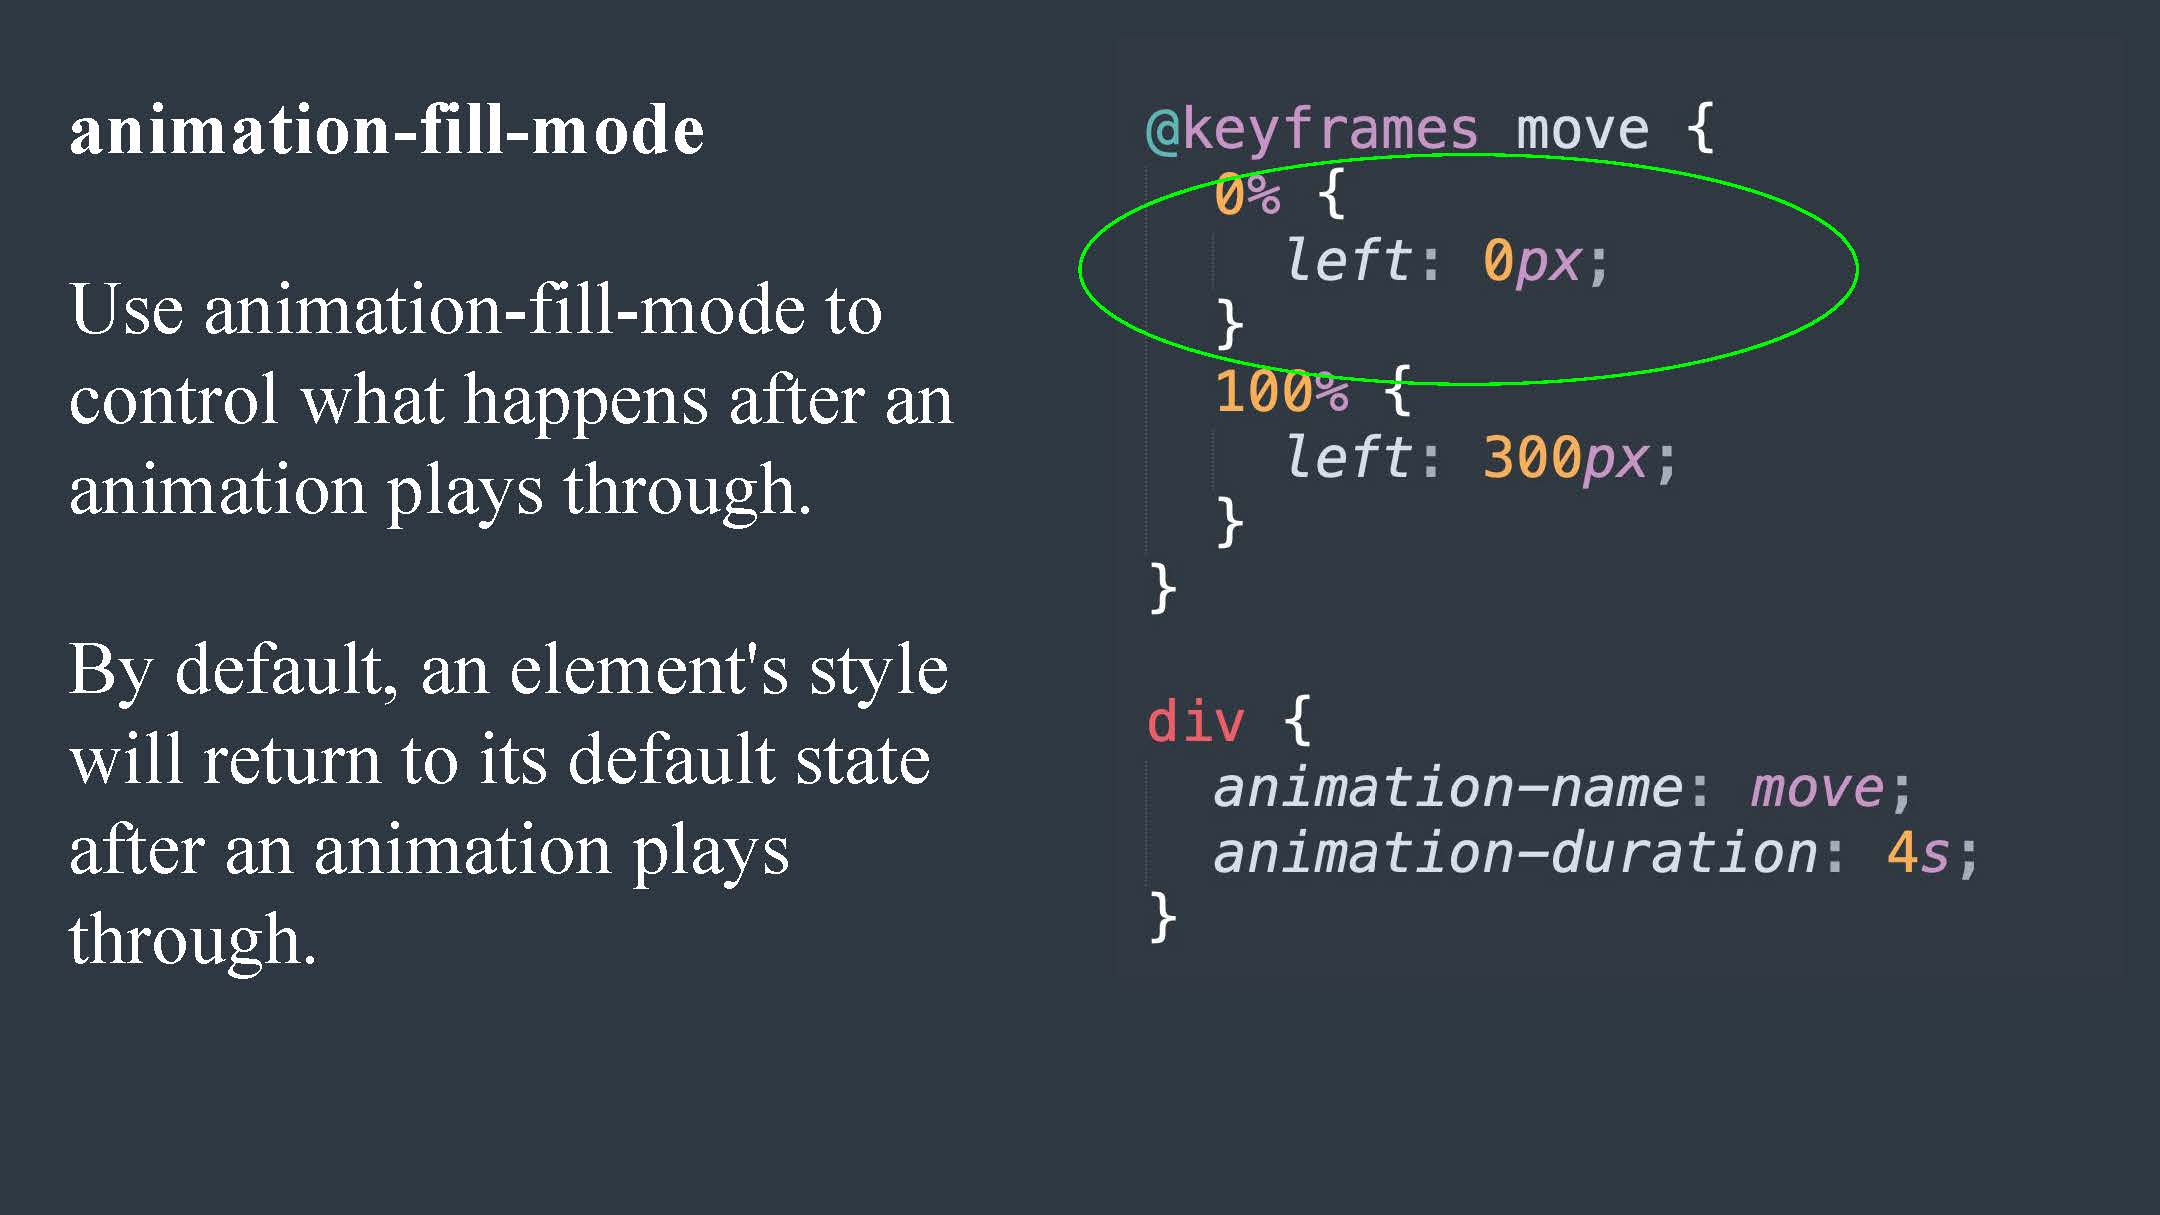 animation-fill-mode
Use animation-fill-mode to
control what happens after an
animation plays through.
By default, an element's style
will return to its default state
after an animation plays
through.
@keyframes move {
0% {
left: 0px;
}
100% {
left: 300px;
}
}
div {
animation-name: move;
animation-duration: 4s;
}